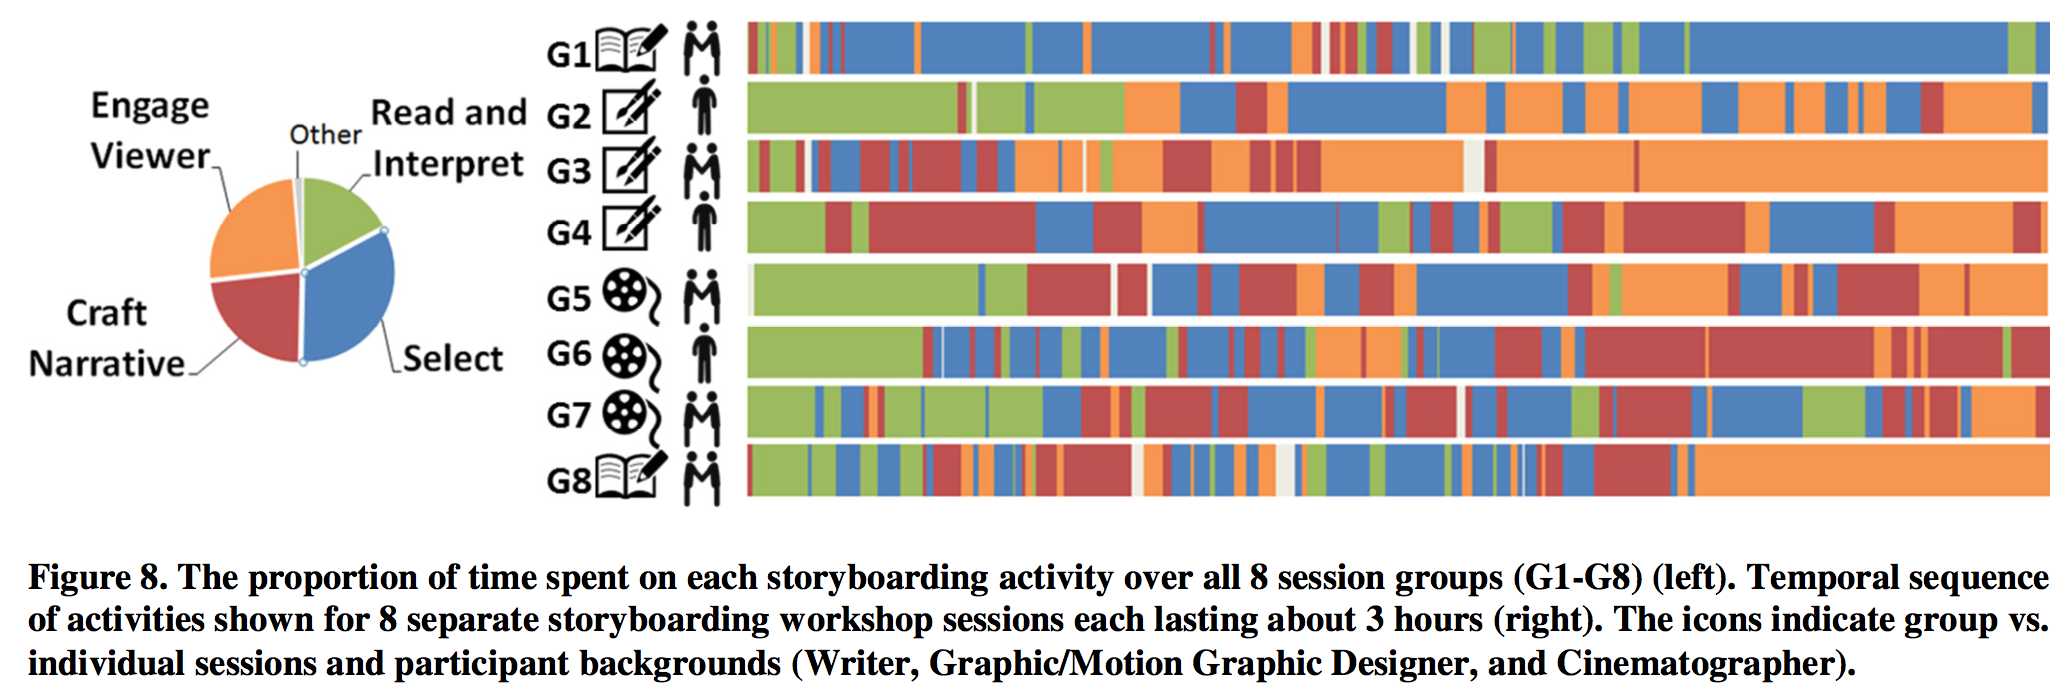 Engage
Viewer
Other
Read and
Interpret
Craft
Narrative
Select
G1
G2
G3
G4
G5
G6
G7
G8
Figure 8. The proportion of time spent on each storyboarding activity over all 8 session groups (G1-G8) (left). Temporal sequence
of activities shown for 8 separate storyboarding workshop sessions each lasting about 3 hours (right). The icons indicate group vs.
individual sessions and participant backgrounds (Writer, Graphic/Motion Graphic Designer, and Cinematographer).